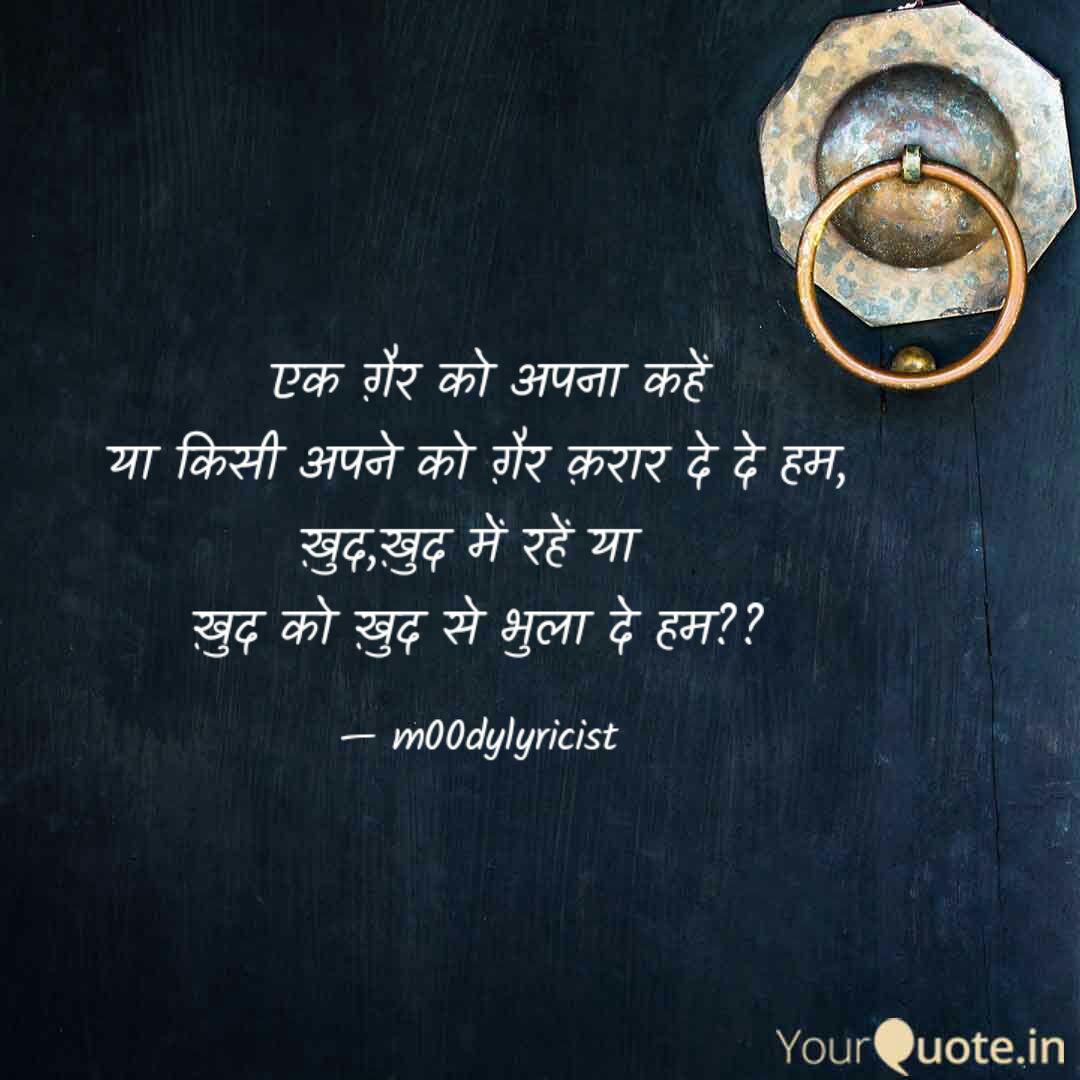 एक ग़ैर को अपना कहें
या किसी अपने को ग़ैर क़रार दे दे हम,
ख़ुद,ख़ुद में रहें या
ख़ुद को ख़ुद से भुला दे हम??
— m00dylyricist
YourQuote.in